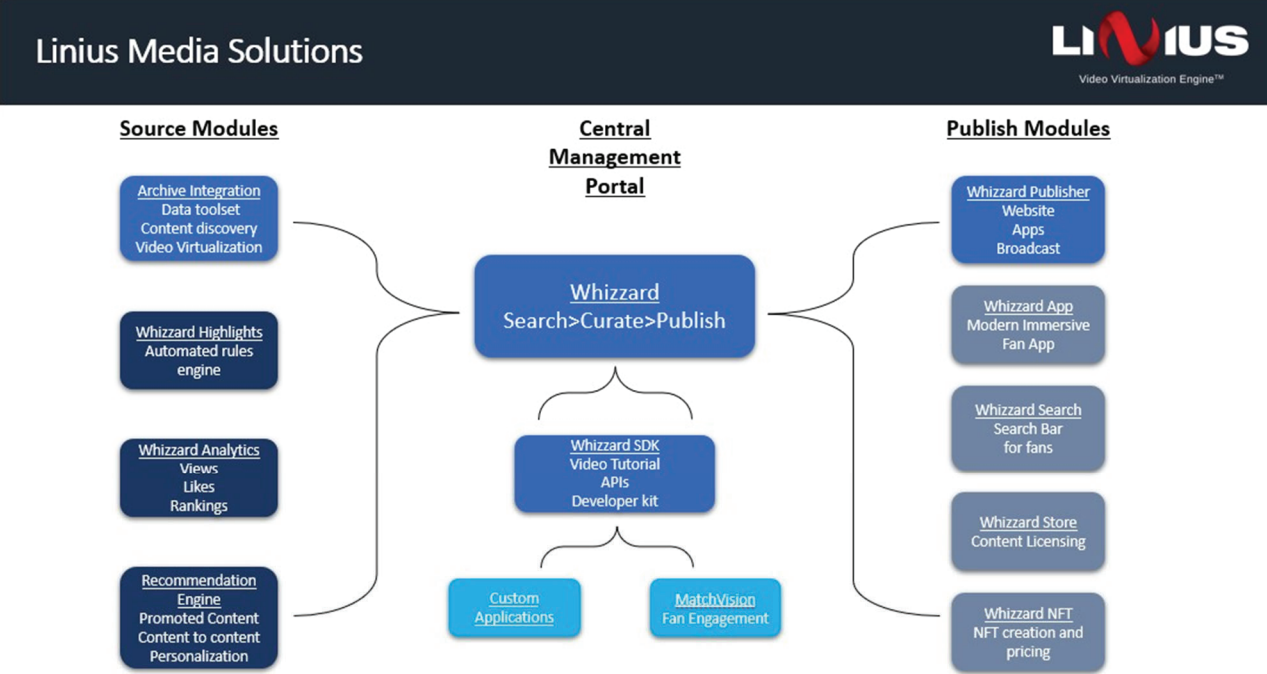 Linius Media Solutions
LINIUS
Video Virtualization Engine™
Source Modules
Archive Integration
Data toolset
Content discovery
Video Virtualization
Whizzard Highlights
Automated rules
engine
Whizzard Analytics
Views
Likes
Rankings
Recommendation
Engine
Promoted Content
Content to content
Personalization
Central
Management
Portal
Whizzard
Search>Curate>Publish
Whizzard SDK
Video Tutorial
APIs
Developer kit
Custom
Applications
MatchVision
Fan Engagement
Publish Modules
Whizzard Publisher
Website
Apps
Broadcast
Whizzard App
Modern Immersive
Fan App
Whizzard Search
Search Bar
for fans
Whizzard Store
Content Licensing
Whizzard NFT
NFT creation and
pricing